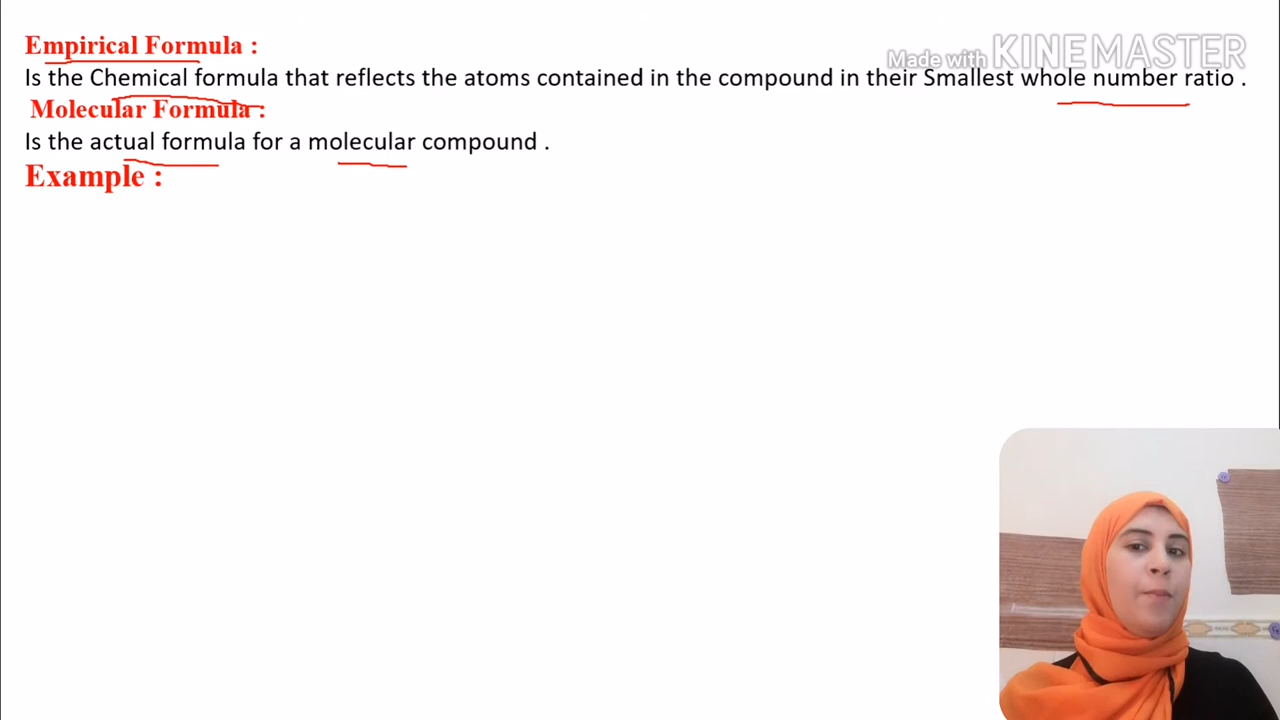 Empirical Formula :
Made with KINEMASTER
Is the Chemical formula that reflects the atoms contained in the compound in their Smallest whole number ratio .
Molecular Formula :
Is the actual formula for a molecular compound .
Example :